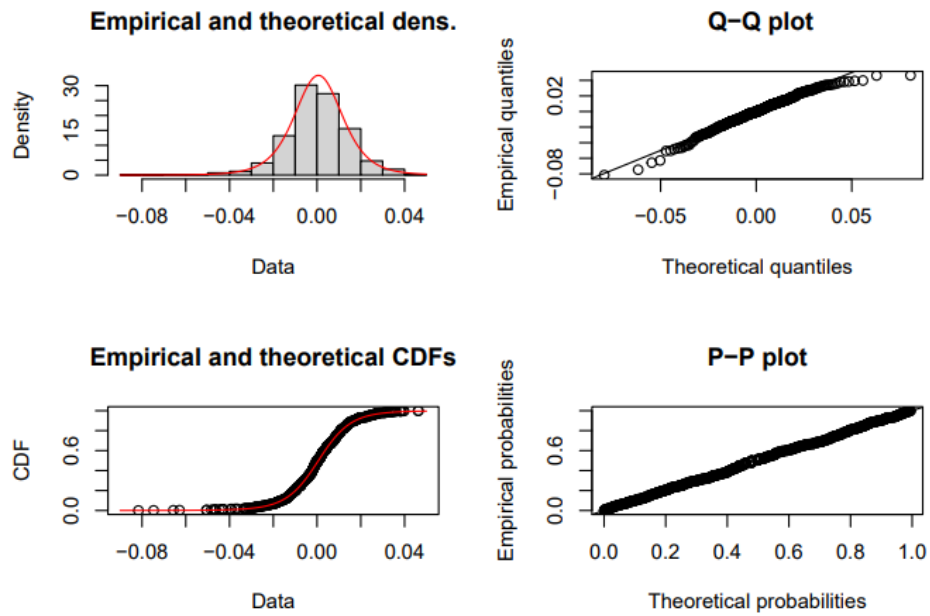 Empirical and theoretical dens.
Density
0 15 30
−0.08 −0.04 0.00 0.04
Data
Q−Q plot
Empirical quantiles
−0.08 0.02
−0.05 0.00 0.05
Theoretical quantiles
Empirical and theoretical CDFs
CDF
0.0 0.6
−0.08 −0.04 0.00 0.04
Data
P−P plot
Empirical probabilities
0.0 0.6
0.0 0.2 0.4 0.6 0.8 1.0
Theoretical probabilities